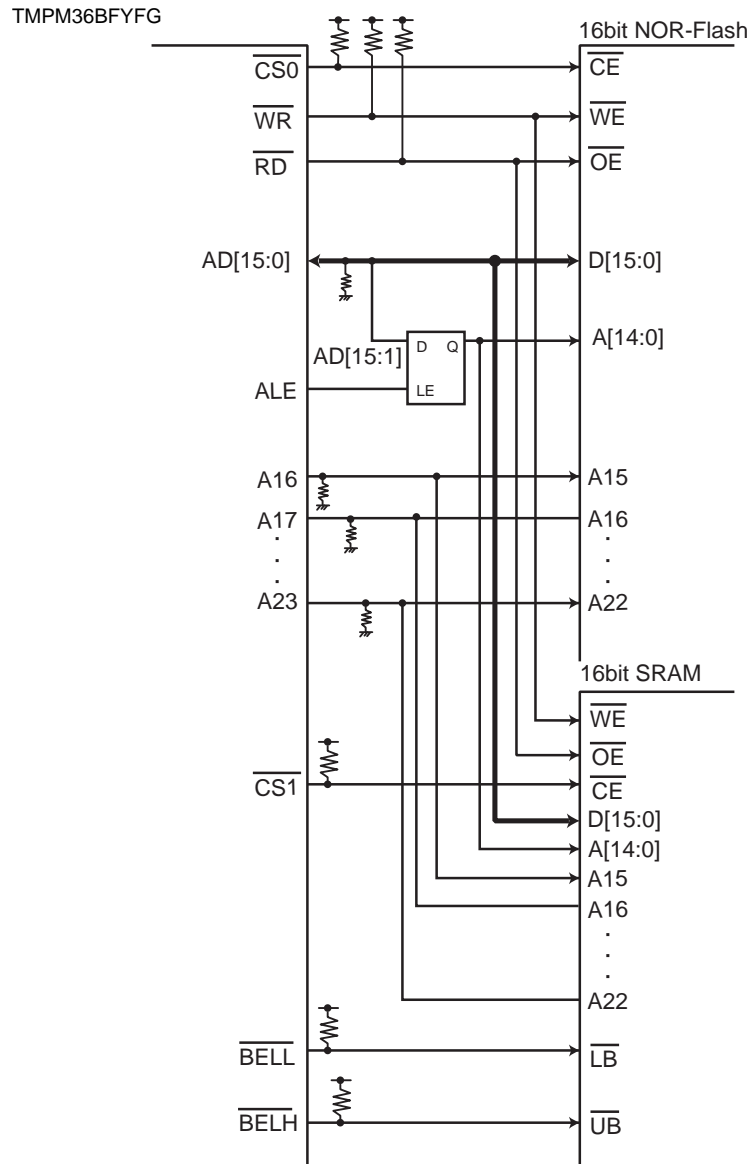 TMPM36BFYFG
16bit NOR-Flash
CS0
CE
WR
WE
RD
OE
AD[15:0]
D[15:0]
D Q
A[14:0]
AD[15:1]
ALE
LE
A16
A15
A17
A16
.
.
.
.
.
.
A23
A22
16bit SRAM
WE
OE
CS1
CE
D[15:0]
A[14:0]
A15
A16
.
.
.
A22
BELL
LB
BELH
UB